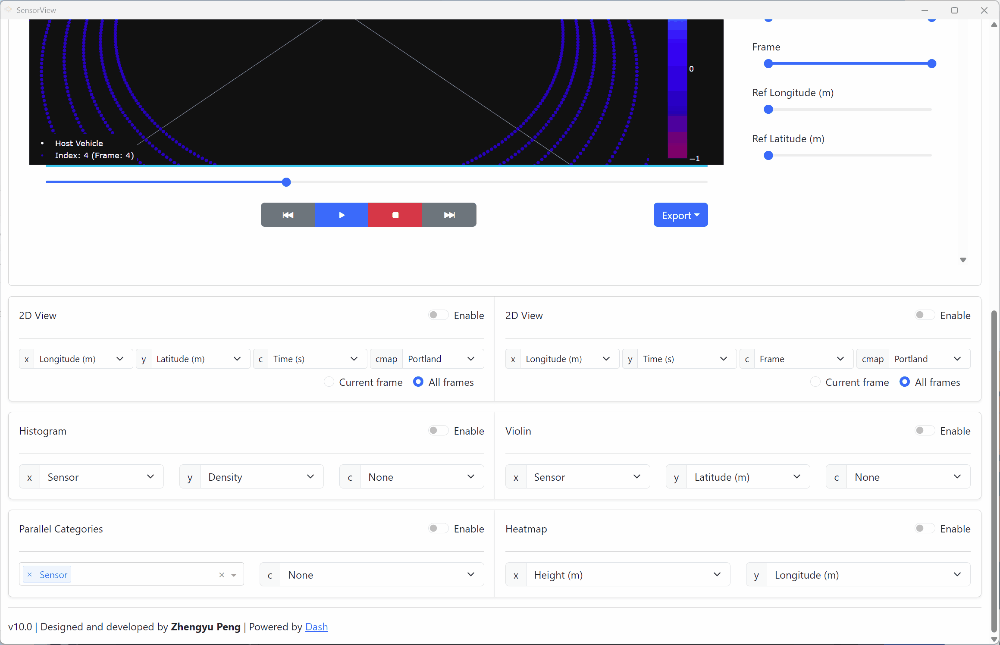 SensorView
0
−1
Host Vehicle
Index: 4 (Frame: 4)
Frame
Ref Longitude (m)
Ref Latitude (m)
Export
2D View
Enable
x Longitude (m) y Latitude (m) c Time (s) cmap Portland
Current frame All frames
2D View
Enable
x Longitude (m) y Time (s) c Frame cmap Portland
Current frame All frames
Histogram
Enable
x Sensor y Density c None
Violin
Enable
x Sensor y Latitude (m) c None
Parallel Categories
Enable
× Sensor × c None
Heatmap
Enable
x Height (m) y Longitude (m)
v10.0 | Designed and developed by Zhengyu Peng | Powered by Dash